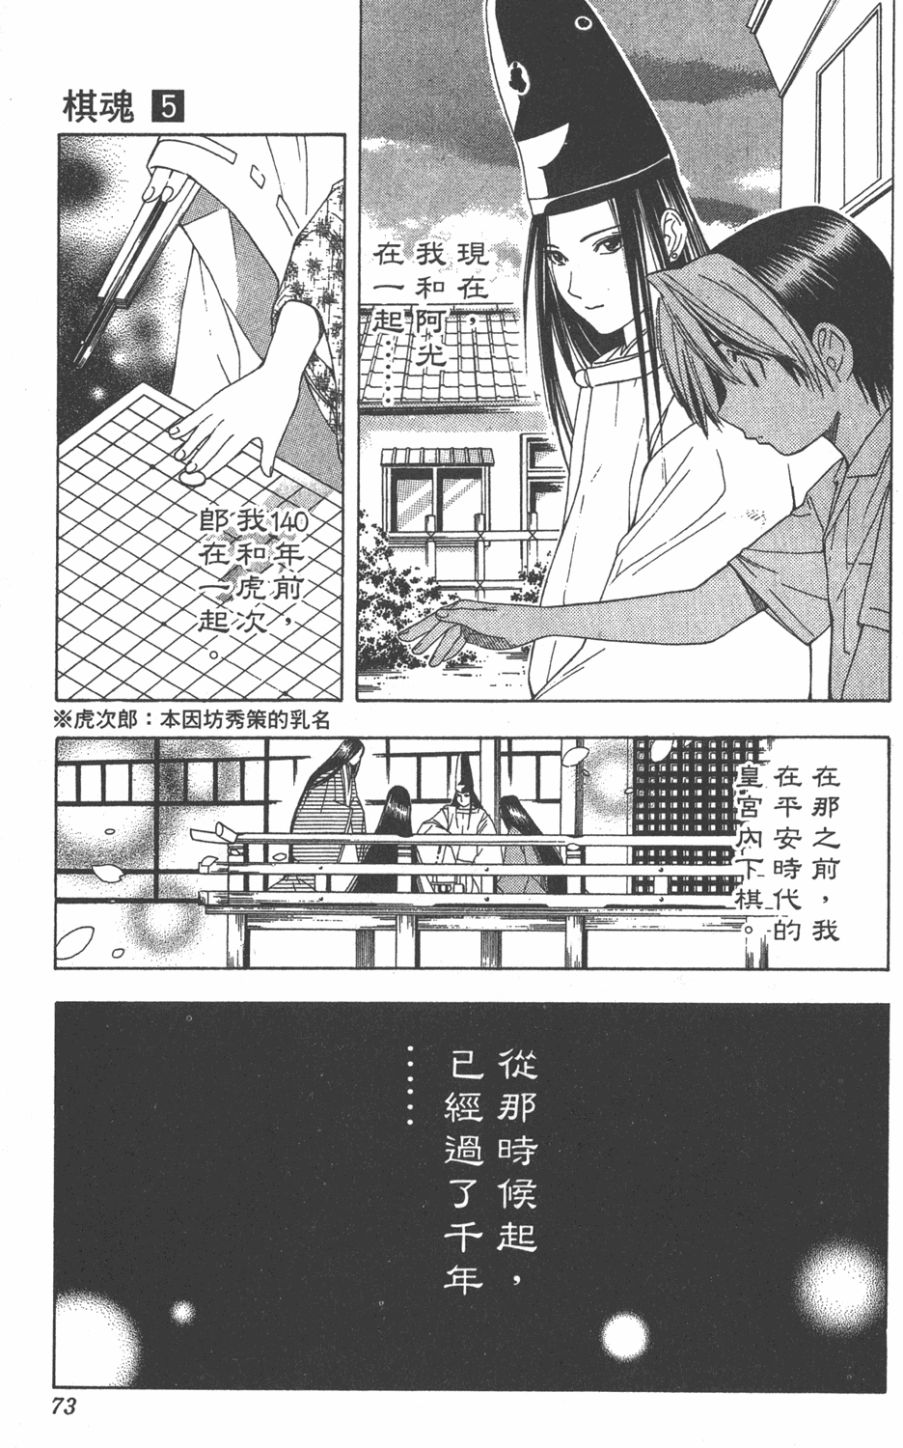 棋魂 5
現在，
我和阿光
在一起……
140年前，
我和虎次
郎在一起。
※虎次郎：本因坊秀策的乳名
在那之前，我
在平安時代的
皇宮內下棋。
從那時候起，
已經過了千年
……
73